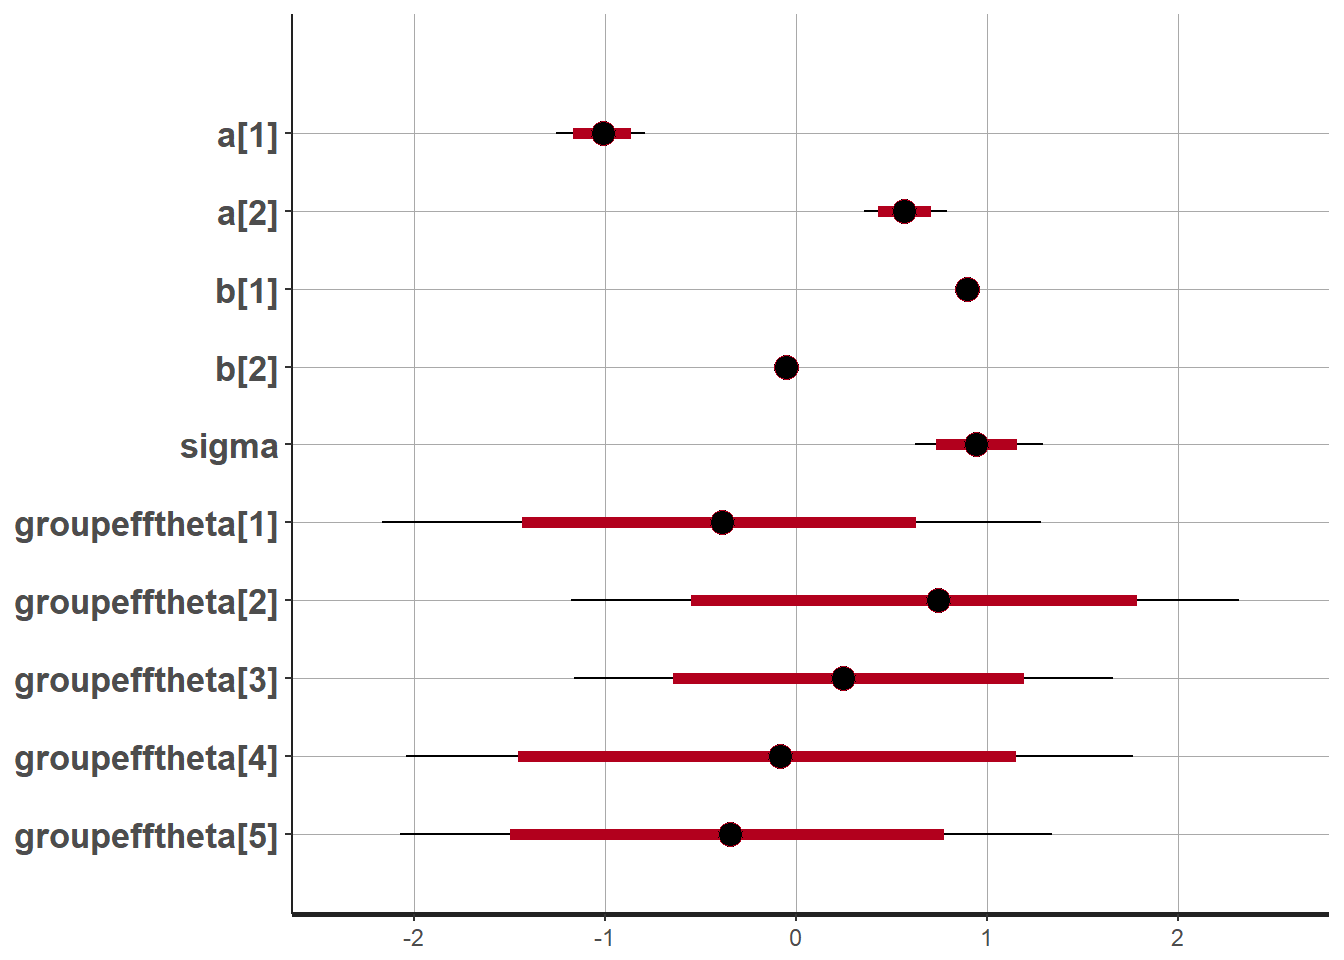 a[1]
a[2]
b[1]
b[2]
sigma
groupefftheta[1]
groupefftheta[2]
groupefftheta[3]
groupefftheta[4]
groupefftheta[5]
-2 -1 0 1 2